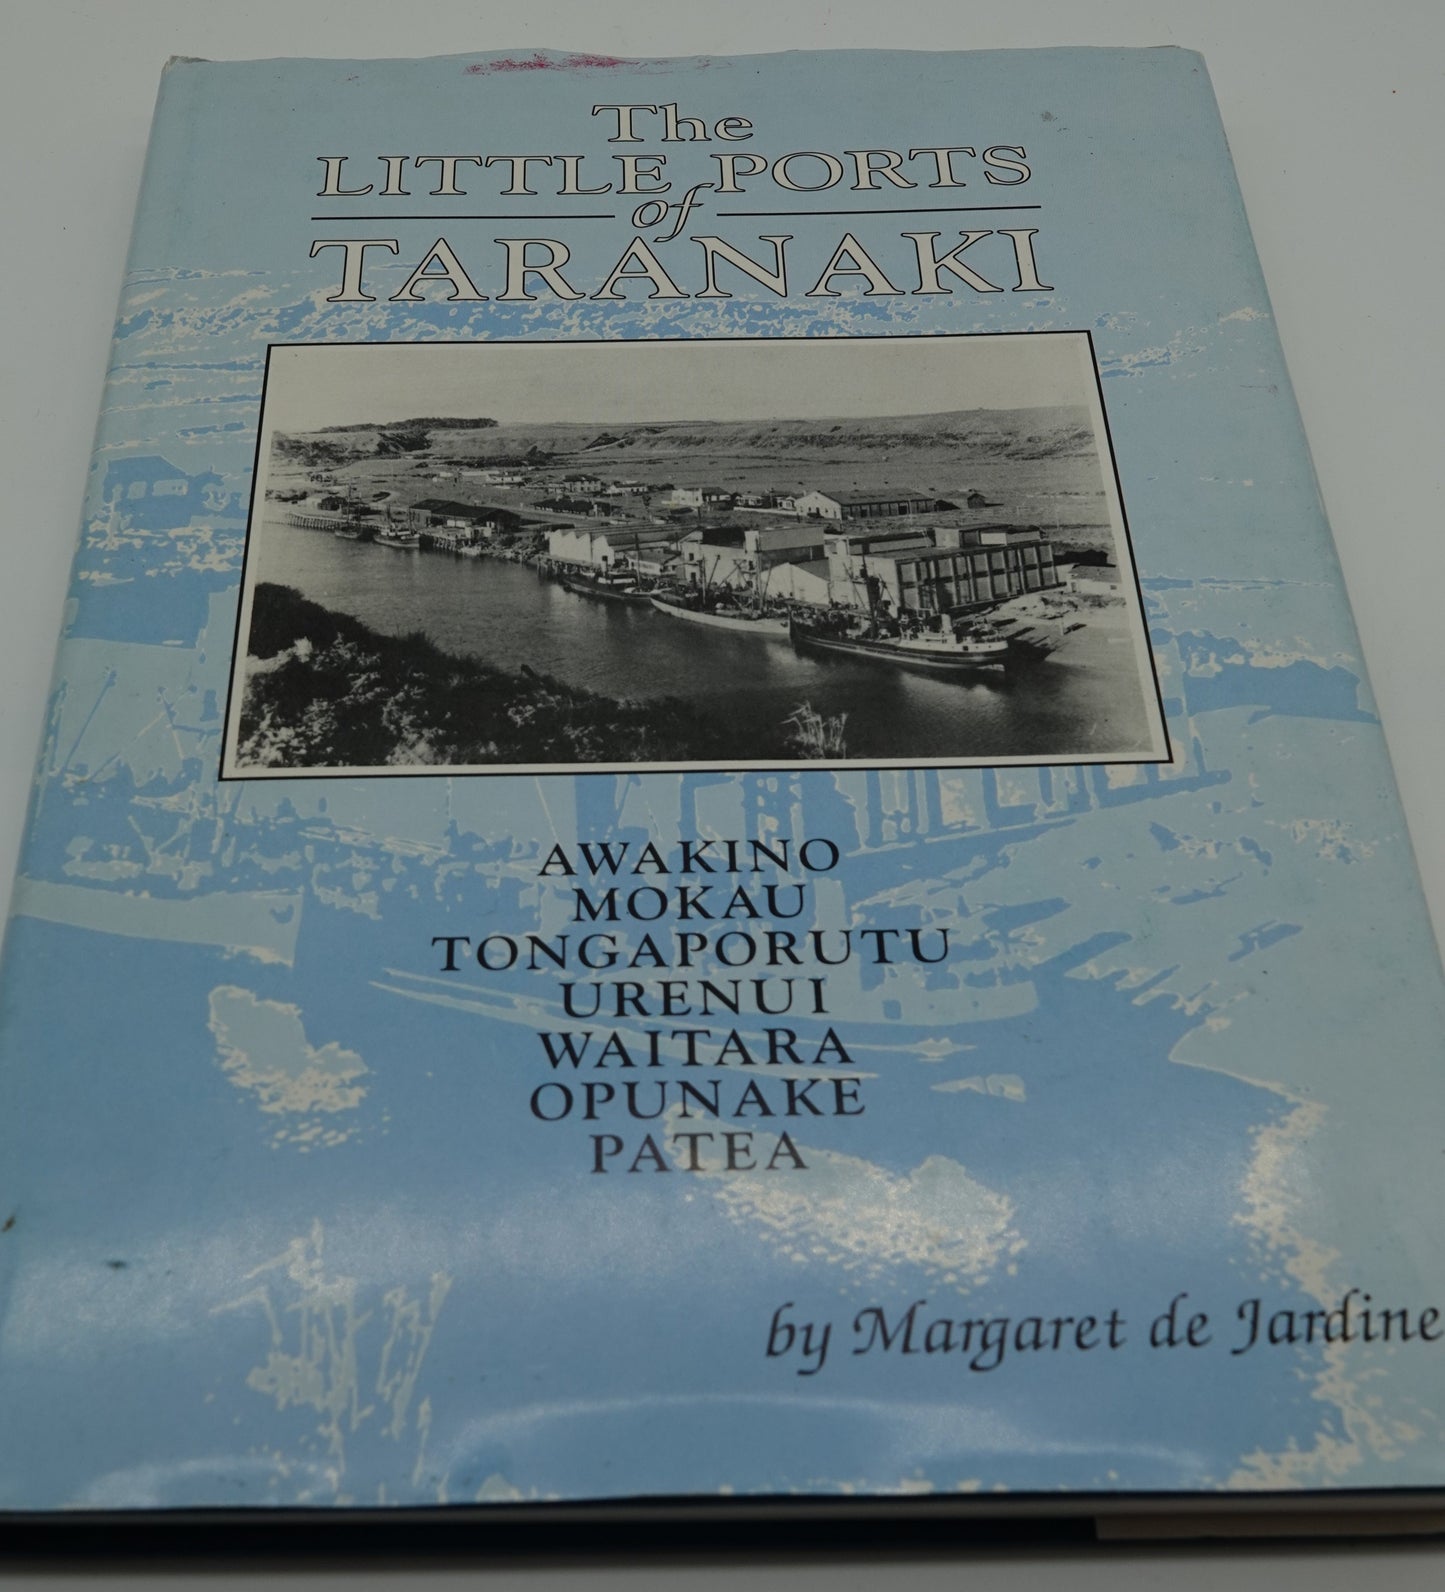 The
LITTLE PORTS
of
TARANAKI
AWAKINO
MOKAU
TONGAPORUTU
URENUI
WAITARA
OPUNAKE
PATEA
by Margaret de Jardine